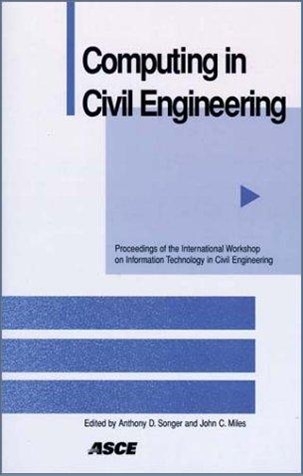 Computing in
Civil Engineering
Proceedings of the International Workshop
on Information Technology in Civil Engineering
Edited by Anthony D. Songer and John C. Miles
ASCE